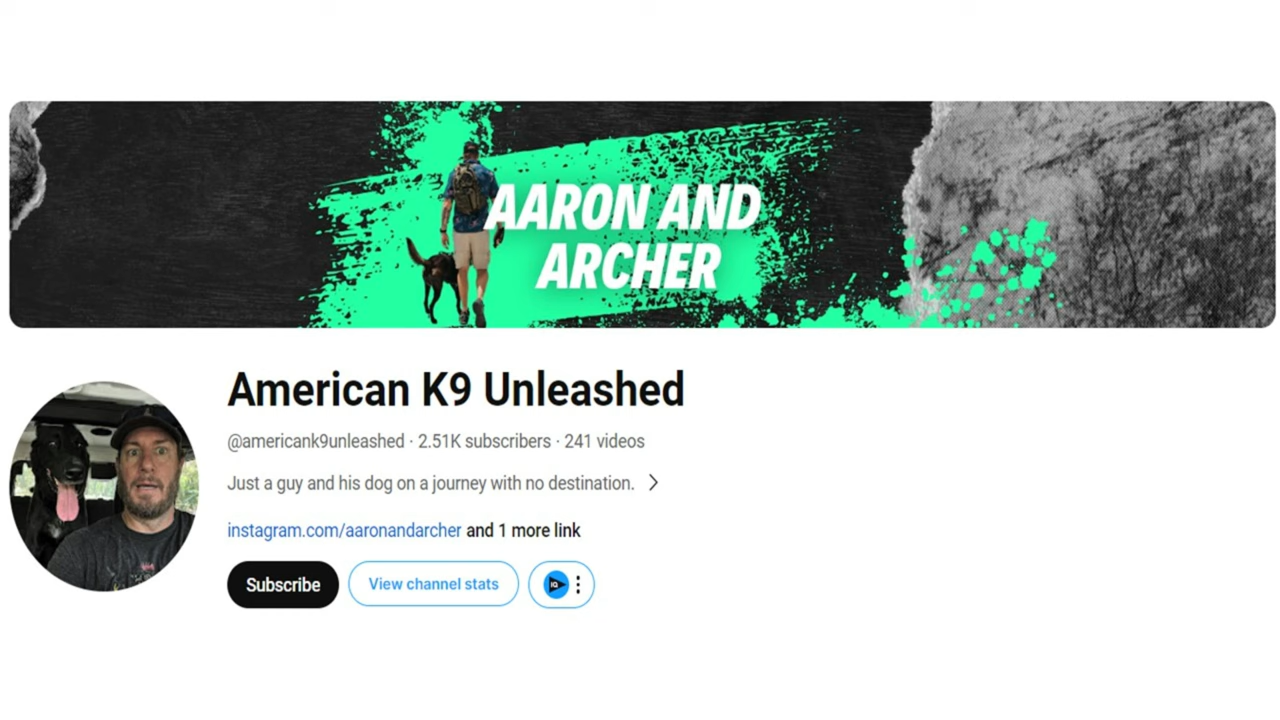 AARON AND
ARCHER
American K9 Unleashed
@americank9unleashed · 2.51K subscribers · 241 videos
Just a guy and his dog on a journey with no destination.
instagram.com/aaronandarcher and 1 more link
Subscribe
View channel stats
IQ